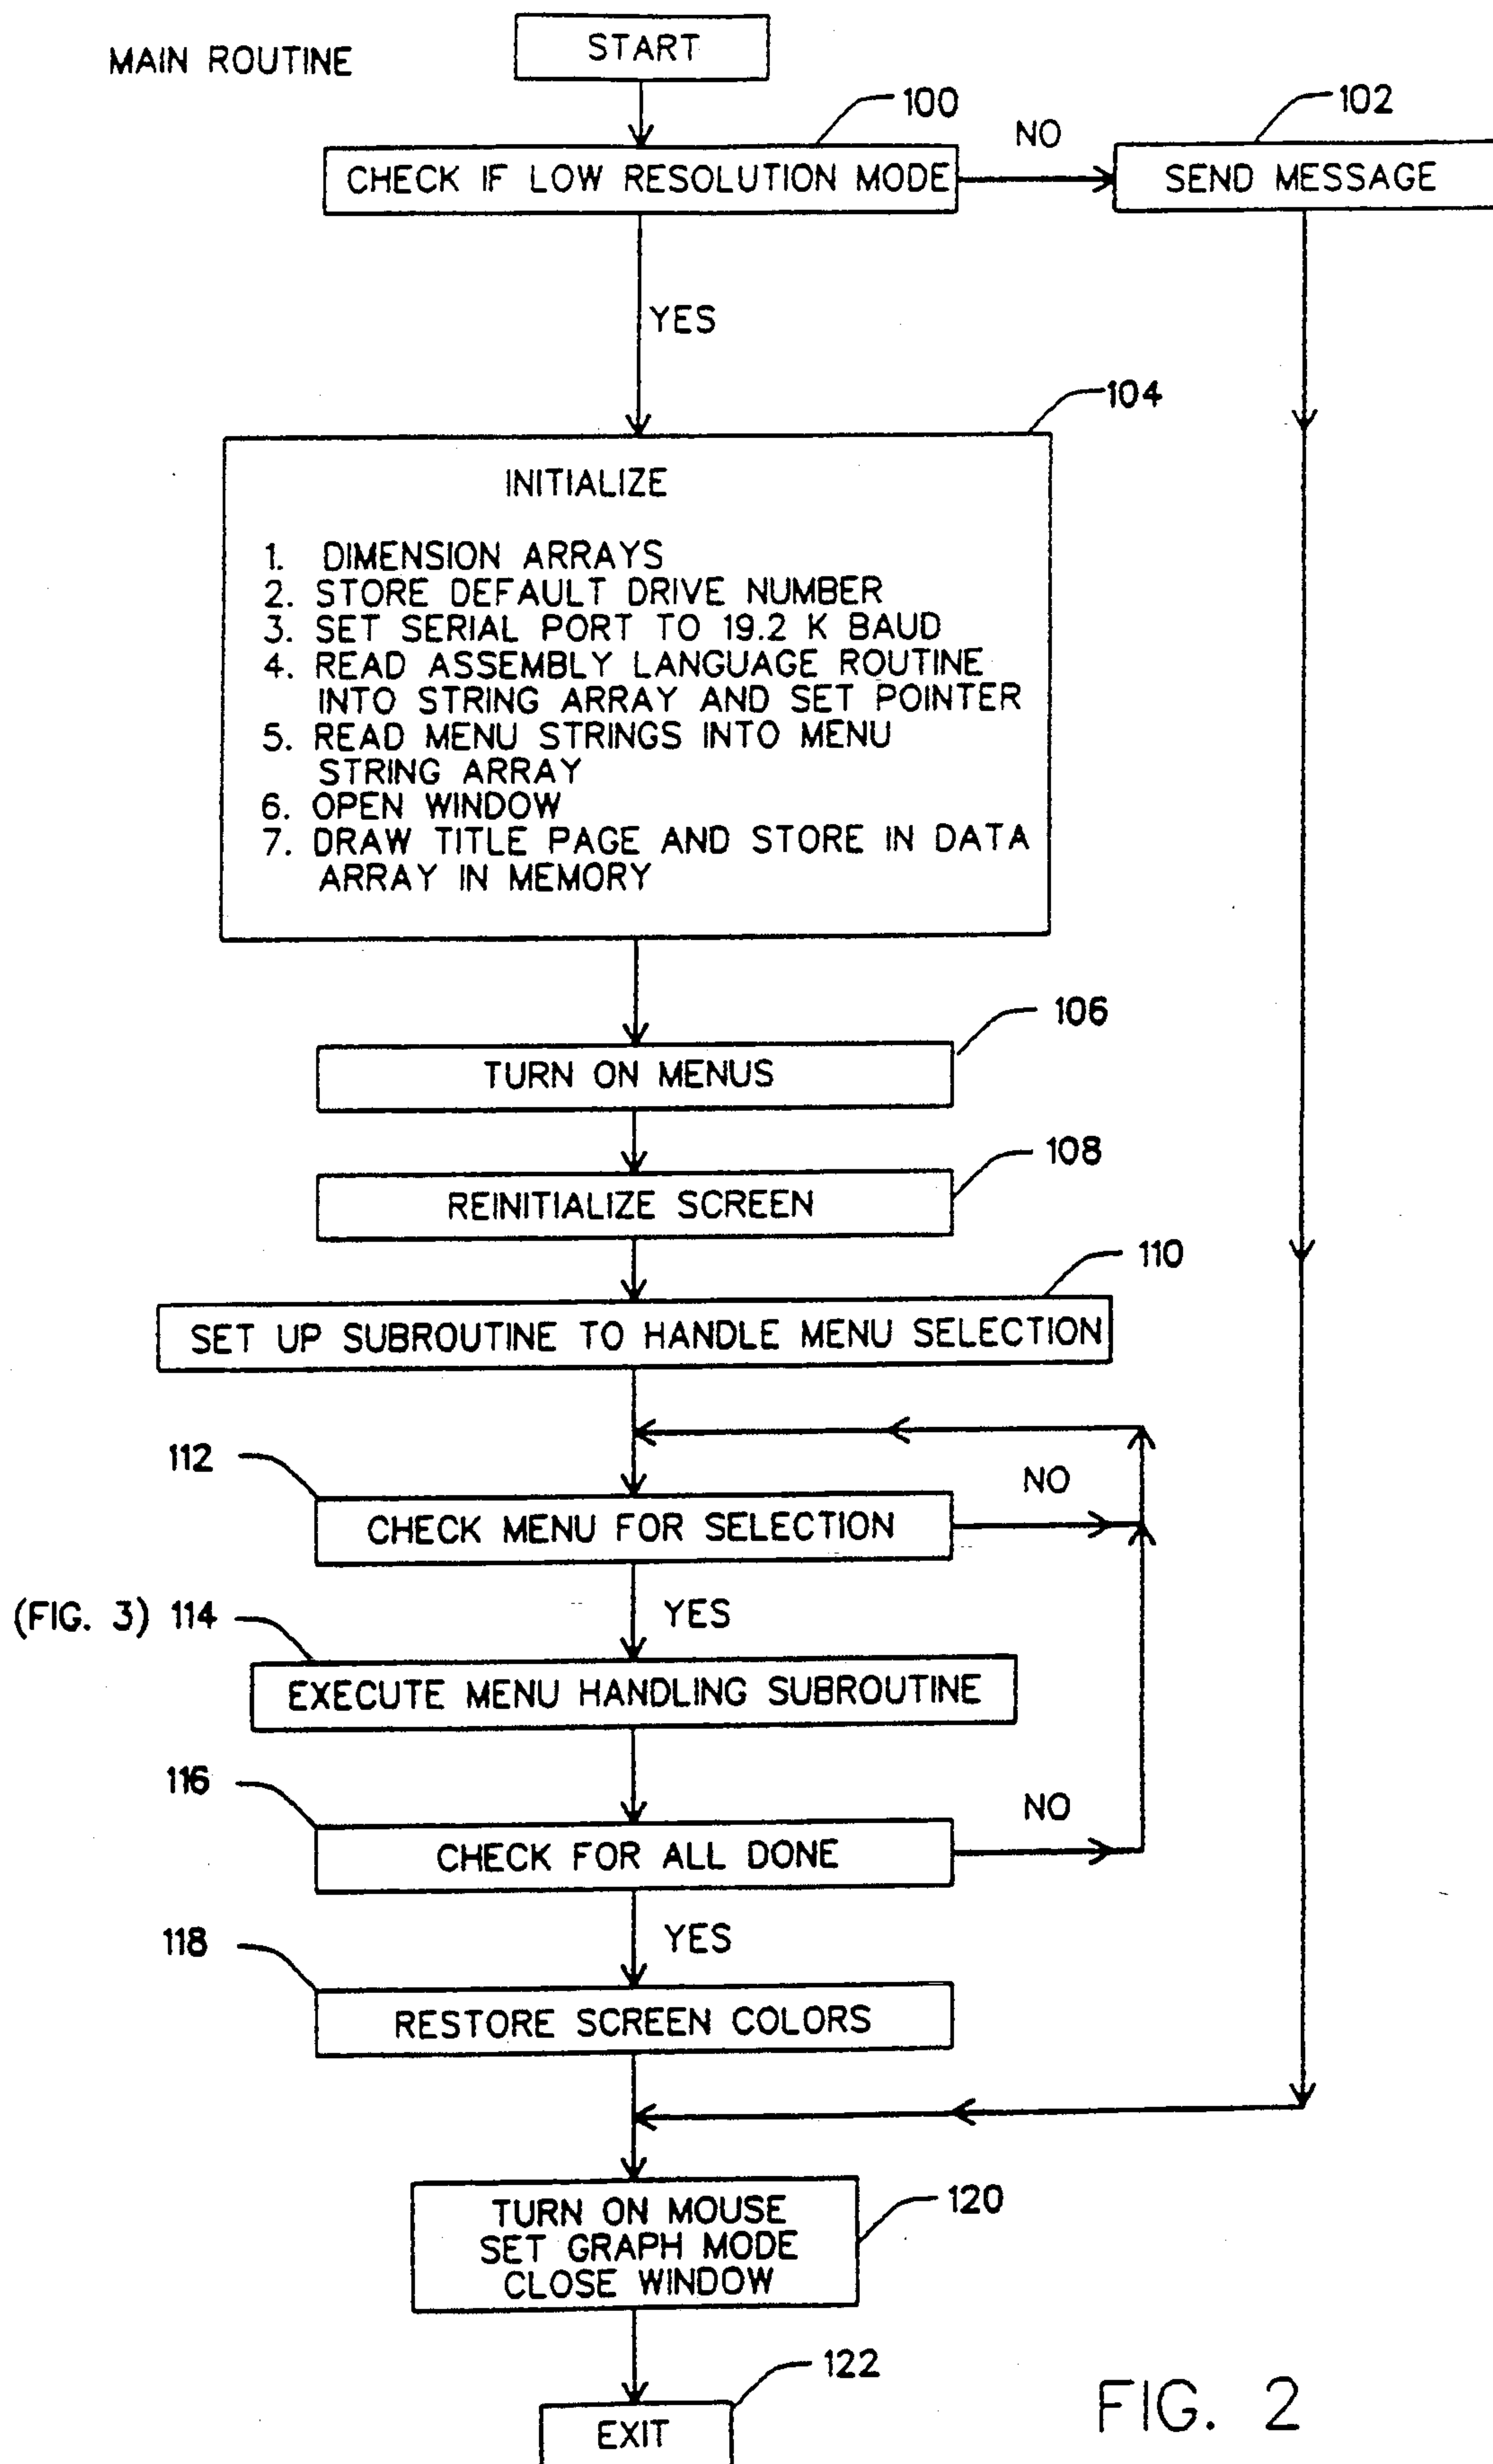 MAIN ROUTINE
START
100
102
CHECK IF LOW RESOLUTION MODE
NO
SEND MESSAGE
YES
104
INITIALIZE
1. DIMENSION ARRAYS
2. STORE DEFAULT DRIVE NUMBER
3. SET SERIAL PORT TO 19.2 K BAUD
4. READ ASSEMBLY LANGUAGE ROUTINE
INTO STRING ARRAY AND SET POINTER
5. READ MENU STRINGS INTO MENU
STRING ARRAY
6. OPEN WINDOW
7. DRAW TITLE PAGE AND STORE IN DATA
ARRAY IN MEMORY
106
TURN ON MENUS
108
REINITIALIZE SCREEN
110
SET UP SUBROUTINE TO HANDLE MENU SELECTION
112
NO
CHECK MENU FOR SELECTION
(FIG. 3) 114
YES
EXECUTE MENU HANDLING SUBROUTINE
116
NO
CHECK FOR ALL DONE
118
YES
RESTORE SCREEN COLORS
120
TURN ON MOUSE
SET GRAPH MODE
CLOSE WINDOW
122
EXIT
FIG. 2